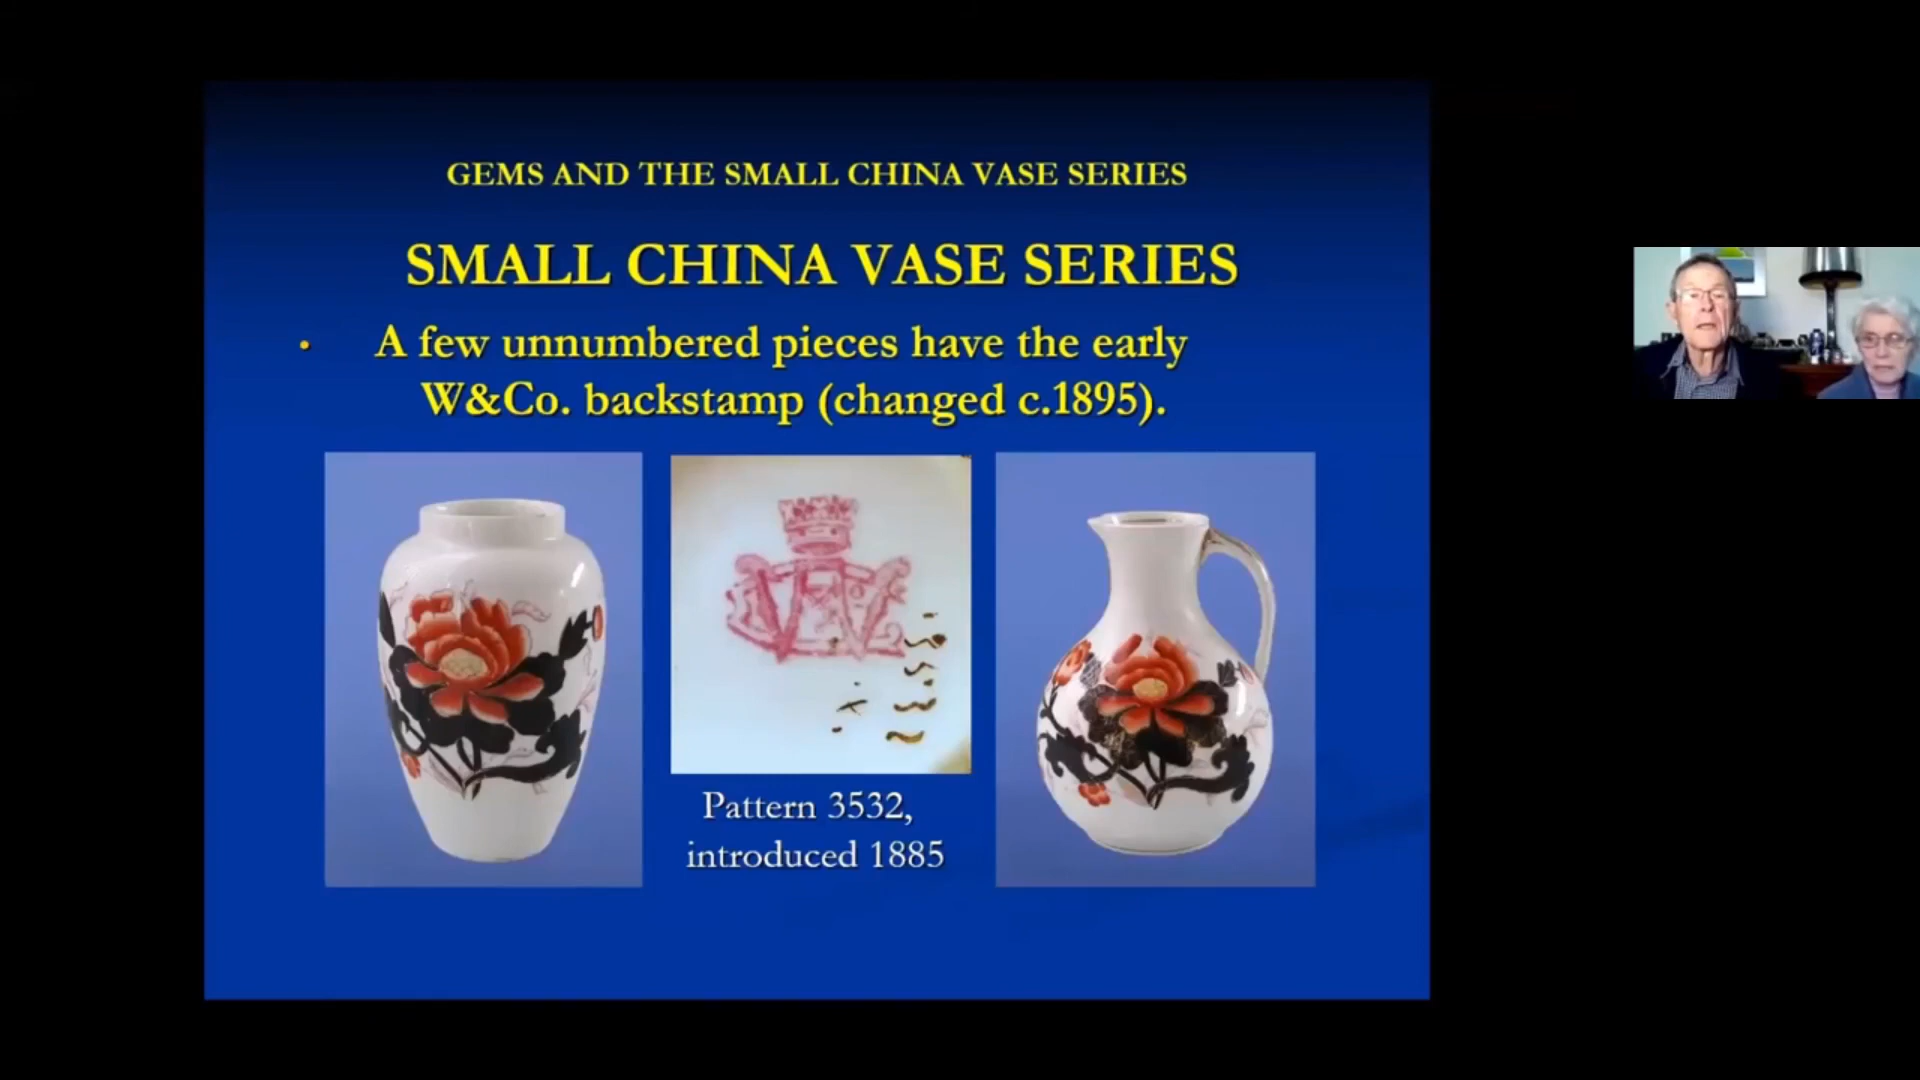 GEMS AND THE SMALL CHINA VASE SERIES
SMALL CHINA VASE SERIES
• A few unnumbered pieces have the early
W&Co. backstamp (changed c.1895).
Pattern 3532,
introduced 1885